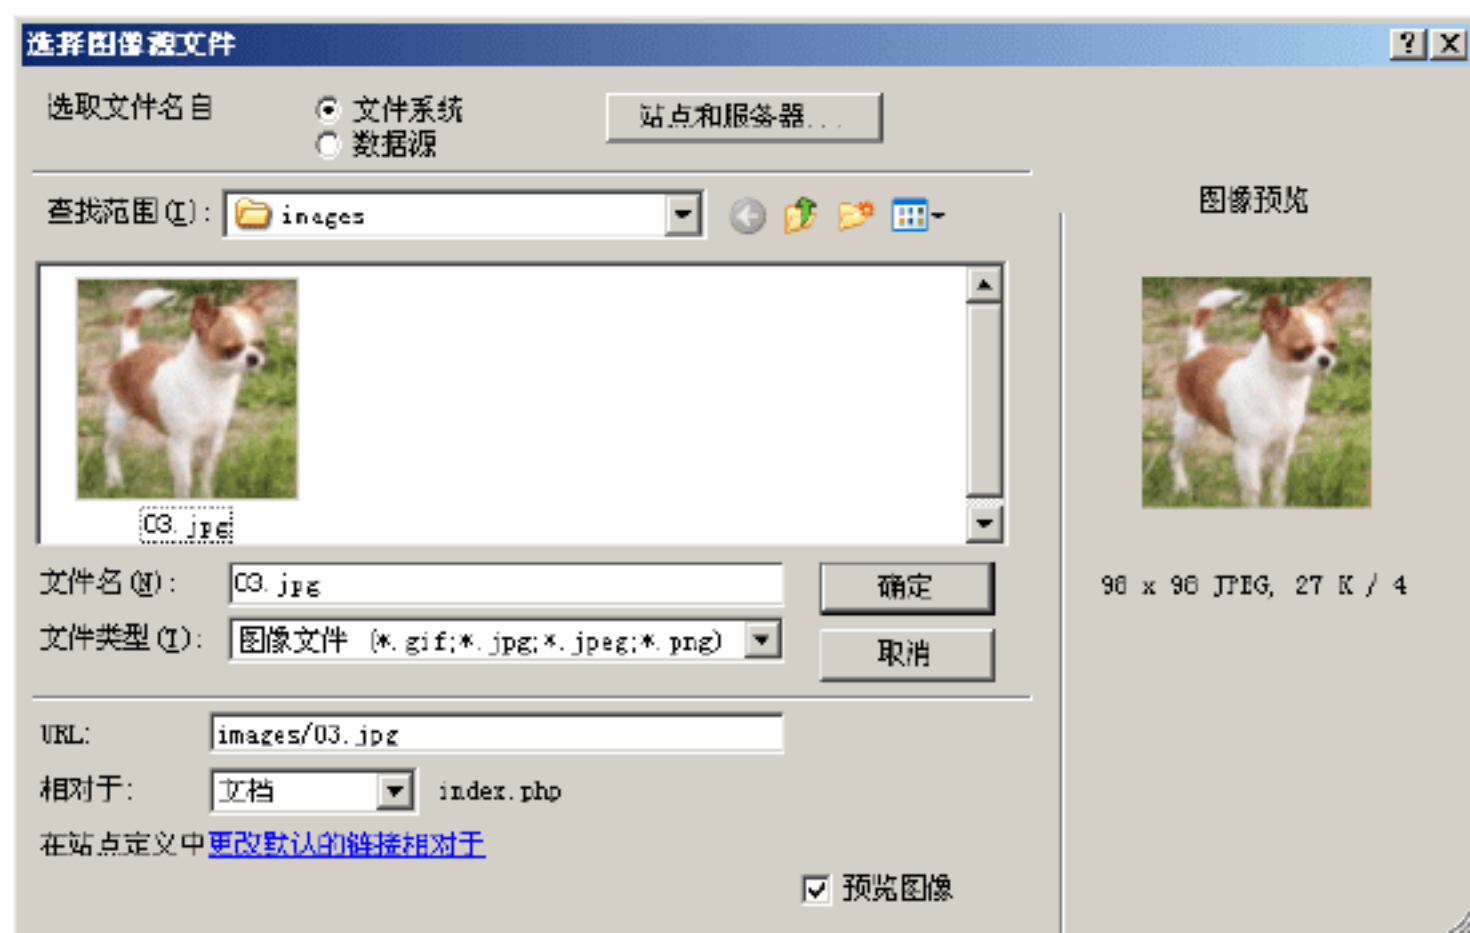 选择图像源文件
选取文件名自
文件系统
站点和服务器...
数据源
查找范围(I):
images
图像预览
03.jpg
文件名(N):
03.jpg
确定
98 x 98 JPEG, 27 K / 4
文件类型(T):
图像文件 (*.gif;*.jpg;*.jpeg;*.png)
取消
URL:
images/03.jpg
相对于:
文档
index.php
在站点定义中更改默认的链接相对于
预览图像